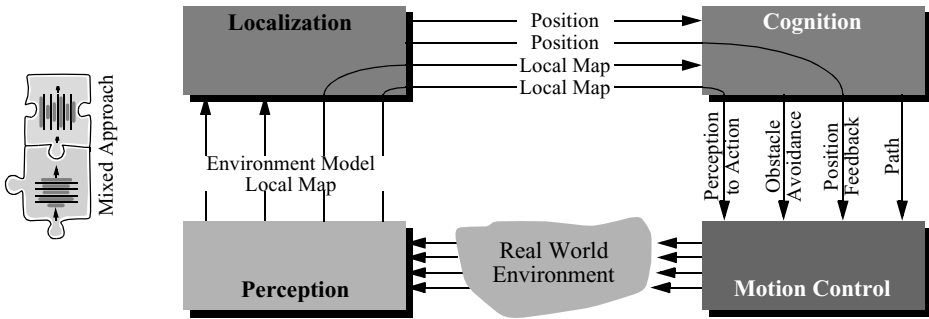 Localization
Position
Position
Local Map
Local Map
Cognition
Mixed Approach
Environment Model
Local Map
Perception
to Action
Obstacle
Avoidance
Position
Feedback
Path
Perception
Real World
Environment
Motion Control